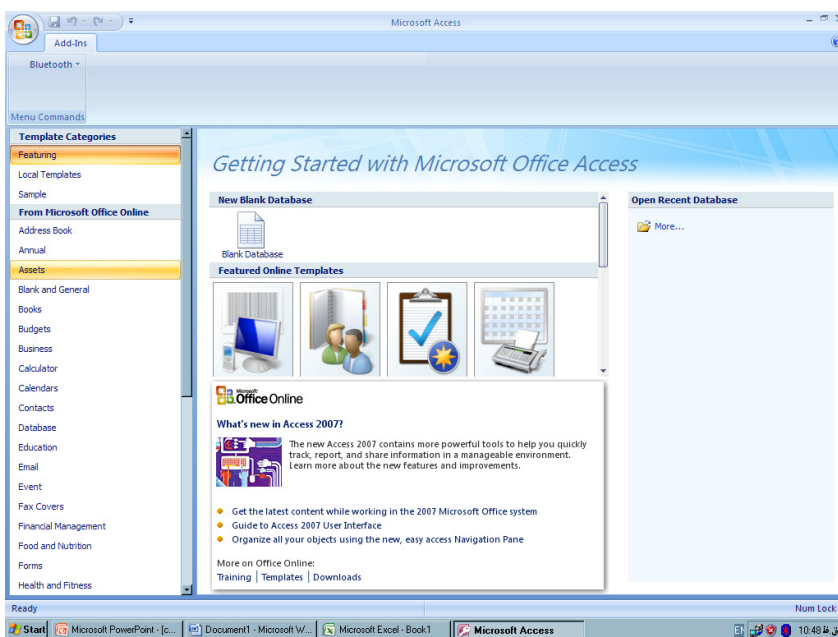 Microsoft Access
Add-Ins
Bluetooth
Menu Commands
Template Categories
Featuring
Local Templates
Sample
From Microsoft Office Online
Address Book
Annual
Assets
Blank and General
Books
Budgets
Business
Calculator
Calendars
Contacts
Database
Education
Email
Event
Fax Covers
Financial Management
Food and Nutrition
Forms
Health and Fitness
Getting Started with Microsoft Office Access
New Blank Database
Blank Database
Featured Online Templates
Microsoft
Office Online
What's new in Access 2007?
The new Access 2007 contains more powerful tools to help you quickly
track, report, and share information in a manageable environment.
Learn more about the new features and improvements.
Get the latest content while working in the 2007 Microsoft Office system
Guide to Access 2007 User Interface
Organize all your objects using the new, easy access Navigation Pane
More on Office Online:
Training | Templates | Downloads
Open Recent Database
More...
Ready
Num Lock
Start
Microsoft PowerPoint - [c...
Document1 - Microsoft W...
Microsoft Excel - Book1
Microsoft Access
EN
10:48